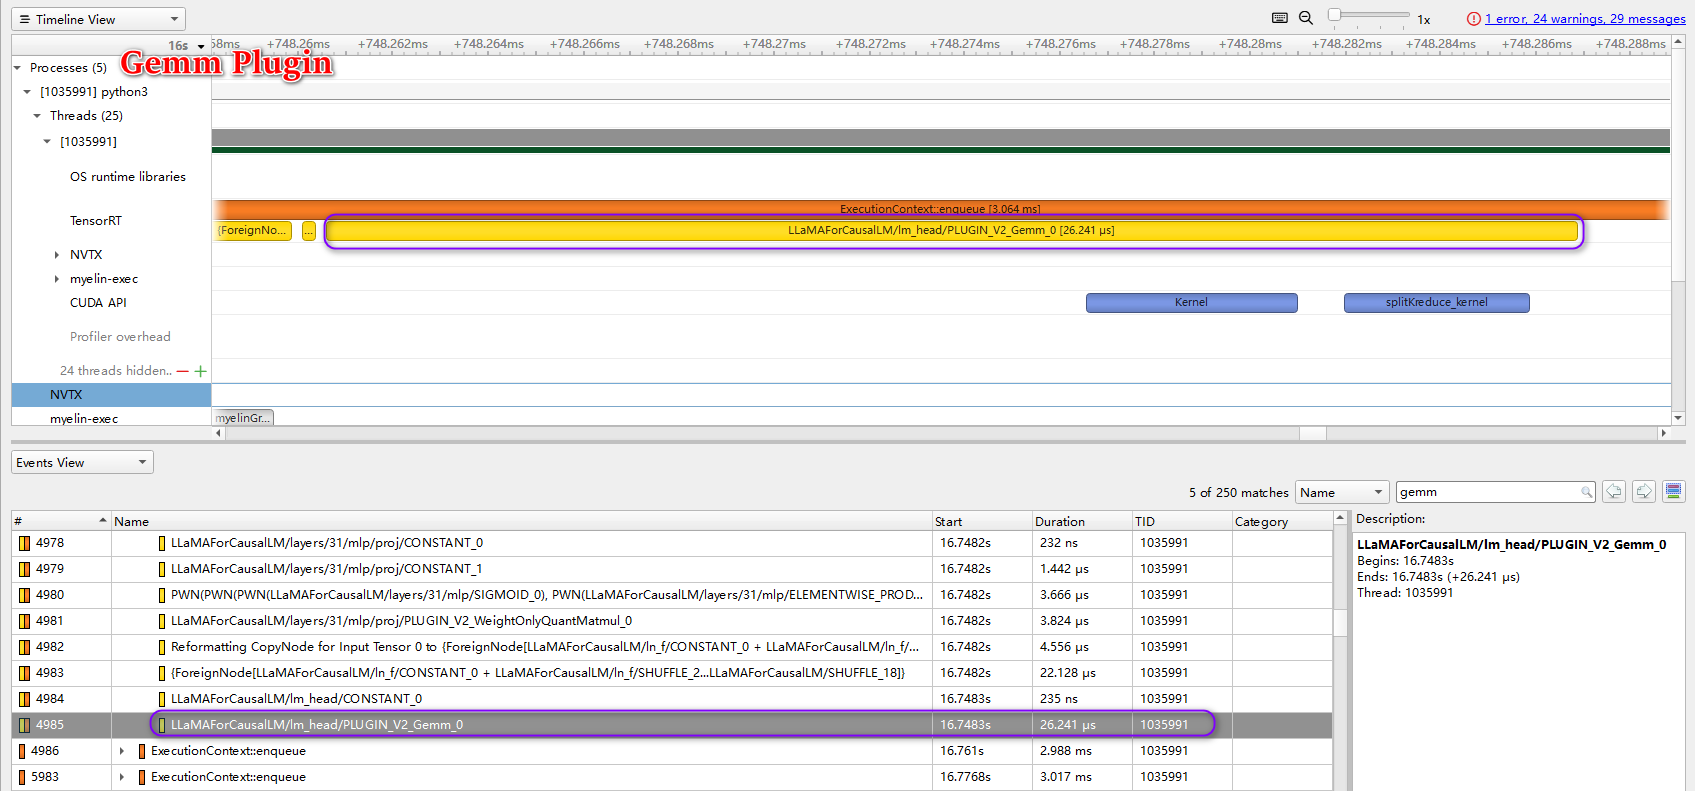 Timeline View
1x
1 error, 24 warnings, 29 messages
16s
58ms +748.26ms +748.262ms +748.264ms +748.266ms +748.268ms +748.27ms +748.272ms +748.274ms +748.276ms +748.278ms +748.28ms +748.282ms +748.284ms +748.286ms +748.288ms
Gemm Plugin
Processes (5)
[1035991] python3
Threads (25)
[1035991]
OS runtime libraries
TensorRT
ExecutionContext::enqueue [3.064 ms]
{ForeignNo... ... LLaMAForCausalLM/lm_head/PLUGIN_V2_Gemm_0 [26.241 µs]
NVTX
myelin-exec
CUDA API
Kernel splitKreduce_kernel
Profiler overhead
24 threads hidden..
NVTX
myelin-exec
myelinGr...
Events View
5 of 250 matches Name gemm
# Name Start Duration TID Category
4978 LLaMAForCausalLM/layers/31/mlp/proj/CONSTANT_0 16.7482s 232 ns 1035991
4979 LLaMAForCausalLM/layers/31/mlp/proj/CONSTANT_1 16.7482s 1.442 µs 1035991
4980 PWN(PWN(PWN(LLaMAForCausalLM/layers/31/mlp/SIGMOID_0), PWN(LLaMAForCausalLM/layers/31/mlp/ELEMENTWISE_PROD... 16.7482s 3.666 µs 1035991
4981 LLaMAForCausalLM/layers/31/mlp/proj/PLUGIN_V2_WeightOnlyQuantMatmul_0 16.7482s 3.824 µs 1035991
4982 Reformatting CopyNode for Input Tensor 0 to {ForeignNode[LLaMAForCausalLM/ln_f/CONSTANT_0 + LLaMAForCausalLM/ln_f/... 16.7482s 4.556 µs 1035991
4983 {ForeignNode[LLaMAForCausalLM/ln_f/CONSTANT_0 + LLaMAForCausalLM/ln_f/SHUFFLE_2...LLaMAForCausalLM/SHUFFLE_18]} 16.7482s 22.128 µs 1035991
4984 LLaMAForCausalLM/lm_head/CONSTANT_0 16.7483s 235 ns 1035991
4985 LLaMAForCausalLM/lm_head/PLUGIN_V2_Gemm_0 16.7483s 26.241 µs 1035991
4986 ExecutionContext::enqueue 16.761s 2.988 ms 1035991
5983 ExecutionContext::enqueue 16.7768s 3.017 ms 1035991
Description:
LLaMAForCausalLM/lm_head/PLUGIN_V2_Gemm_0
Begins: 16.7483s
Ends: 16.7483s (+26.241 µs)
Thread: 1035991